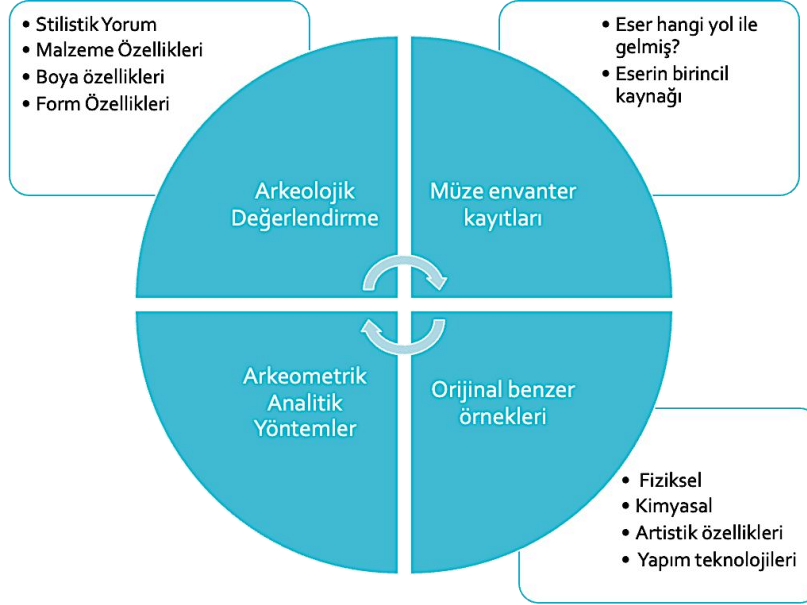 • Stilistik Yorum
• Malzeme Özellikleri
• Boya özellikleri
• Form Özellikleri
• Eser hangi yol ile
gelmiş?
• Eserin birincil
kaynağı
Arkeolojik
Değerlendirme
Müze envanter
kayıtları
Arkeometrik
Analitik
Yöntemler
Orijinal benzer
örnekleri
• Fiziksel
• Kimyasal
• Artistik özellikleri
• Yapım teknolojileri